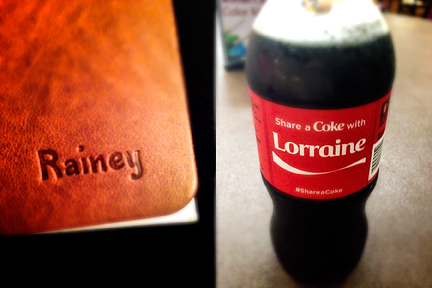 Rainey
Share a Coke with
Lorraine
#ShareaCoke